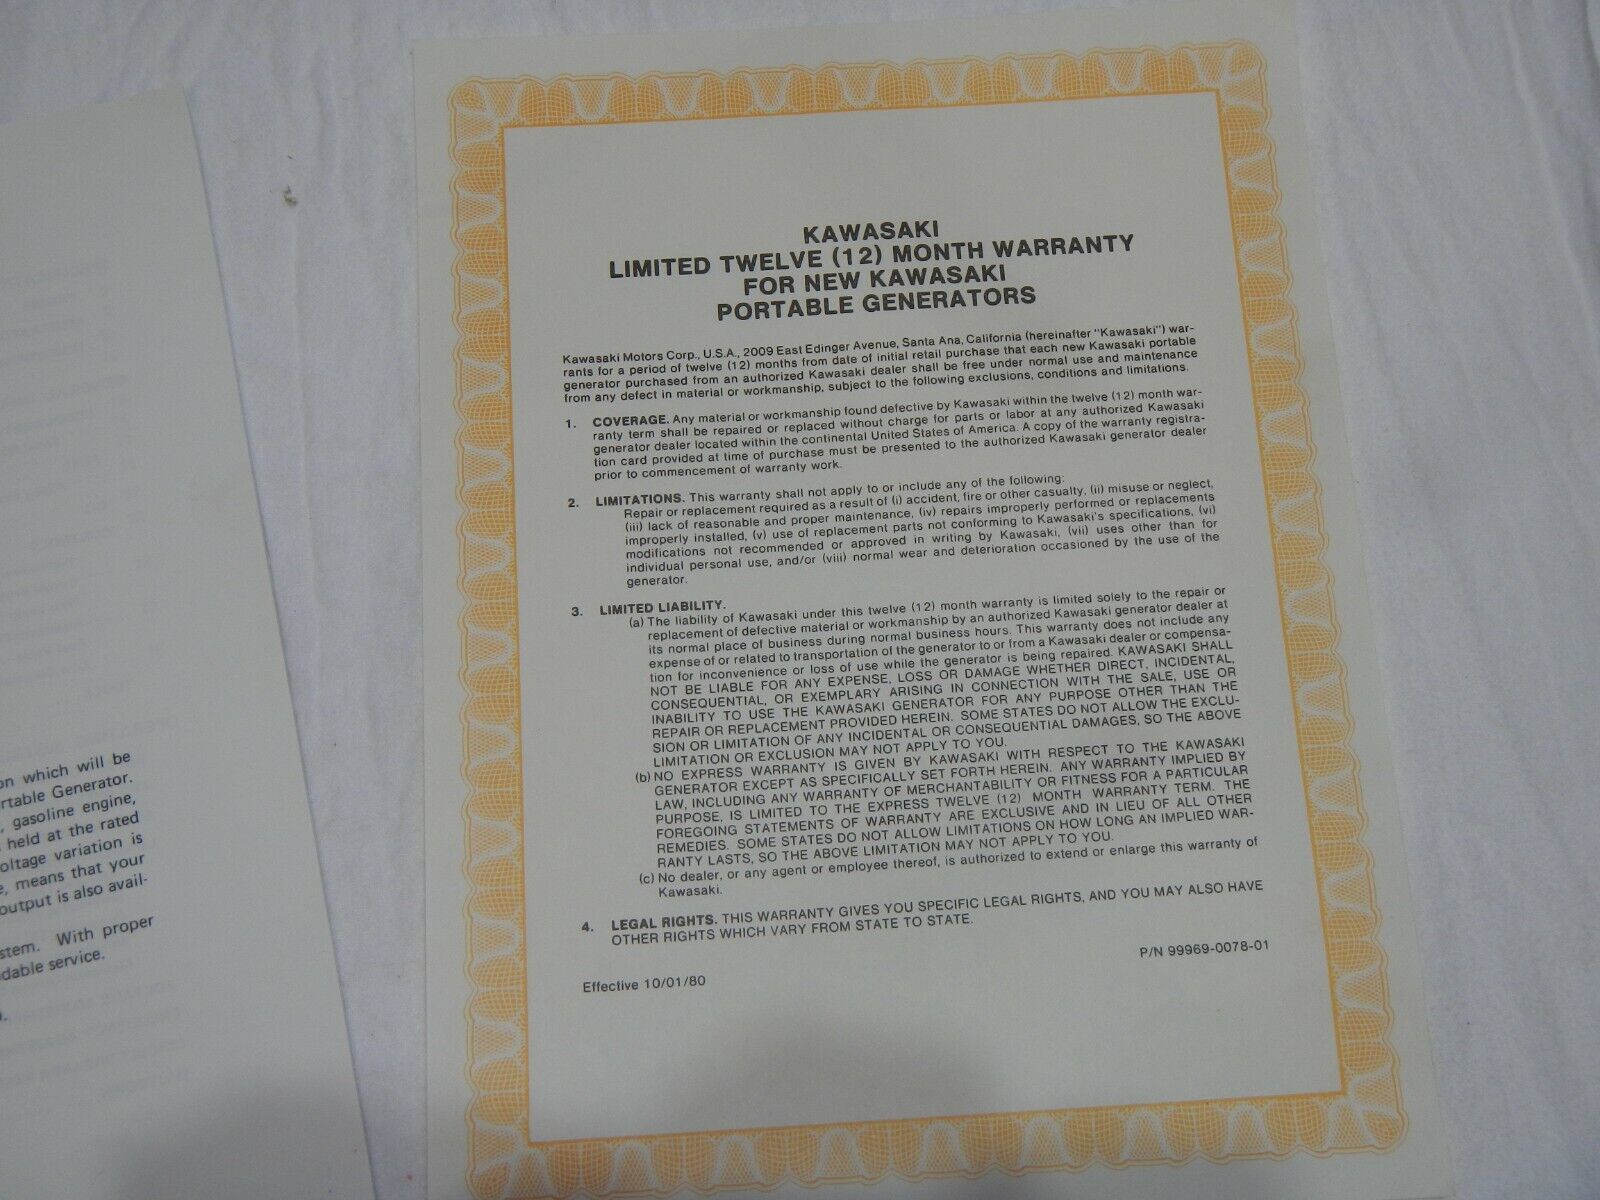 on which will be
rtable Generator.
, gasoline engine,
held at the rated
oltage variation is
e, means that your
output is also avail-
stem. With proper
dable service.
KAWASAKI
LIMITED TWELVE (12) MONTH WARRANTY
FOR NEW KAWASAKI
PORTABLE GENERATORS
Kawasaki Motors Corp., U.S.A., 2009 East Edinger Avenue, Santa Ana, California (hereinafter "Kawasaki") war-
rants for a period of twelve (12) months from date of initial retail purchase that each new Kawasaki portable
generator purchased from an authorized Kawasaki dealer shall be free under normal use and maintenance
from any defect in material or workmanship, subject to the following exclusions, conditions and limitations.
1. COVERAGE. Any material or workmanship found defective by Kawasaki within the twelve (12) month war-
ranty term shall be repaired or replaced without charge for parts or labor at any authorized Kawasaki
generator dealer located within the continental United States of America. A copy of the warranty registra-
tion card provided at time of purchase must be presented to the authorized Kawasaki generator dealer
prior to commencement of warranty work.
2. LIMITATIONS. This warranty shall not apply to or include any of the following:
Repair or replacement required as a result of (i) accident, fire or other casualty, (ii) misuse or neglect,
(iii) lack of reasonable and proper maintenance, (iv) repairs improperly performed or replacements
improperly installed, (v) use of replacement parts not conforming to Kawasaki's specifications, (vi)
modifications not recommended or approved in writing by Kawasaki, (vii) uses other than for
individual personal use, and/or (viii) normal wear and deterioration occasioned by the use of the
generator.
3. LIMITED LIABILITY.
(a) The liability of Kawasaki under this twelve (12) month warranty is limited solely to the repair or
replacement of defective material or workmanship by an authorized Kawasaki generator dealer at
its normal place of business during normal business hours. This warranty does not include any
expense of or related to transportation of the generator to or from a Kawasaki dealer or compensa-
tion for inconvenience or loss of use while the generator is being repaired. KAWASAKI SHALL
NOT BE LIABLE FOR ANY EXPENSE, LOSS OR DAMAGE WHETHER DIRECT, INCIDENTAL,
CONSEQUENTIAL, OR EXEMPLARY ARISING IN CONNECTION WITH THE SALE, USE OR
INABILITY TO USE THE KAWASAKI GENERATOR FOR ANY PURPOSE OTHER THAN THE
REPAIR OR REPLACEMENT PROVIDED HEREIN. SOME STATES DO NOT ALLOW THE EXCLU-
SION OR LIMITATION OF ANY INCIDENTAL OR CONSEQUENTIAL DAMAGES, SO THE ABOVE
LIMITATION OR EXCLUSION MAY NOT APPLY TO YOU.
(b) NO EXPRESS WARRANTY IS GIVEN BY KAWASAKI WITH RESPECT TO THE KAWASAKI
GENERATOR EXCEPT AS SPECIFICALLY SET FORTH HEREIN. ANY WARRANTY IMPLIED BY
LAW, INCLUDING ANY WARRANTY OF MERCHANTABILITY OR FITNESS FOR A PARTICULAR
PURPOSE, IS LIMITED TO THE EXPRESS TWELVE (12) MONTH WARRANTY TERM. THE
FOREGOING STATEMENTS OF WARRANTY ARE EXCLUSIVE AND IN LIEU OF ALL OTHER
REMEDIES. SOME STATES DO NOT ALLOW LIMITATIONS ON HOW LONG AN IMPLIED WAR-
RANTY LASTS, SO THE ABOVE LIMITATION MAY NOT APPLY TO YOU.
(c) No dealer, or any agent or employee thereof, is authorized to extend or enlarge this warranty of
Kawasaki.
4. LEGAL RIGHTS. THIS WARRANTY GIVES YOU SPECIFIC LEGAL RIGHTS, AND YOU MAY ALSO HAVE
OTHER RIGHTS WHICH VARY FROM STATE TO STATE.
P/N 99969-0078-01
Effective 10/01/80